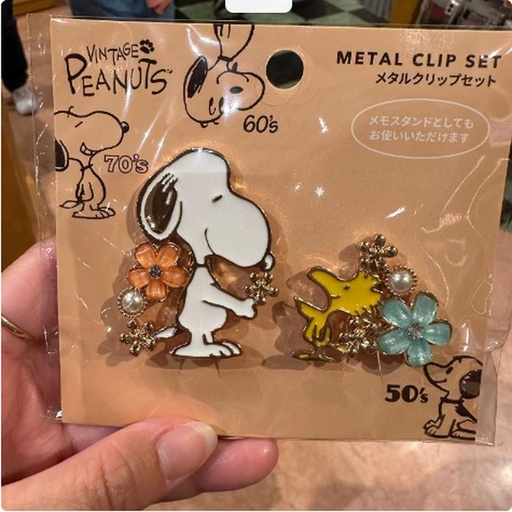 VINTAGE
PEANUTS™
METAL CLIP SET
メタルクリップセット
60's
メモスタンドとしても
お使いいただけます
70's
50's